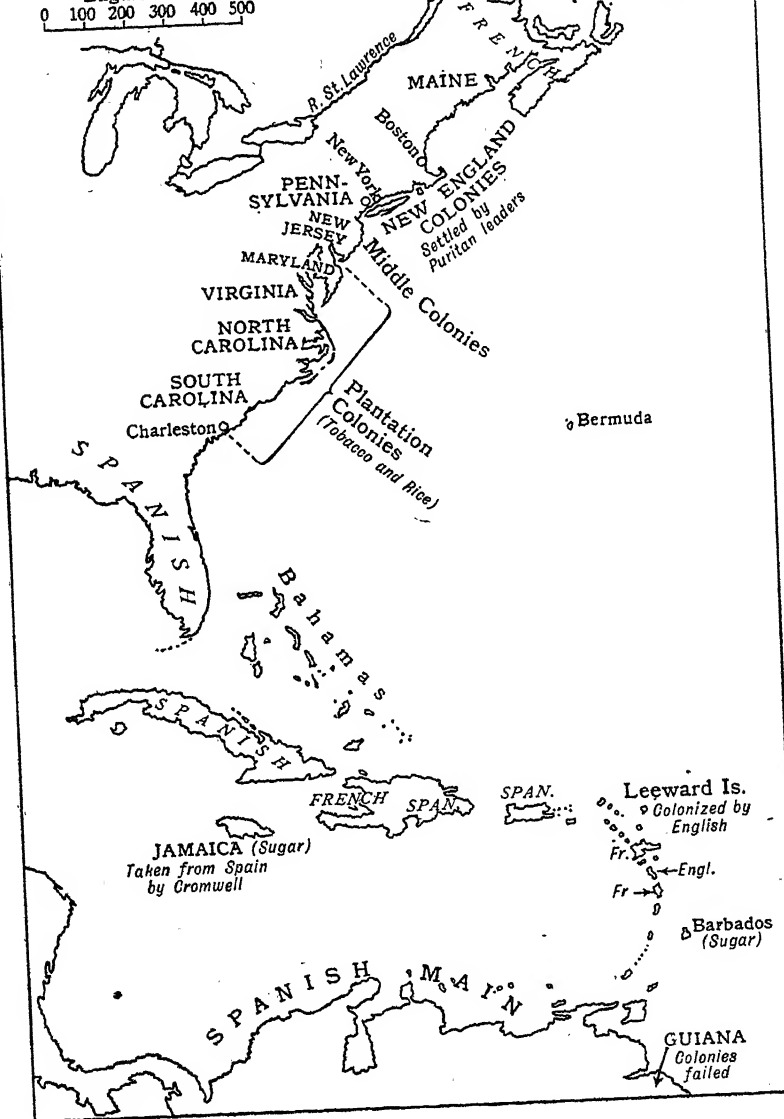 0 100 200 300 400 500
FRENCH
R. St. Lawrence
MAINE
Boston
New York
PENN-
SYLVANIA
NEW ENGLAND
COLONIES
Settled by
Puritan leaders
NEW
JERSEY
MARYLAND
Middle Colonies
VIRGINIA
NORTH
CAROLINA
SOUTH
CAROLINA
Charleston
Plantation
Colonies
(Tobacco and Rice)
Bermuda
SPANISH
Bahamas
SPANISH
FRENCH
SPAN.
SPAN.
Leeward Is.
Colonized by
English
JAMAICA (Sugar)
Taken from Spain
by Cromwell
Fr.
Engl.
Fr
Barbados
(Sugar)
SPANISH MAIN
GUIANA
Colonies
failed